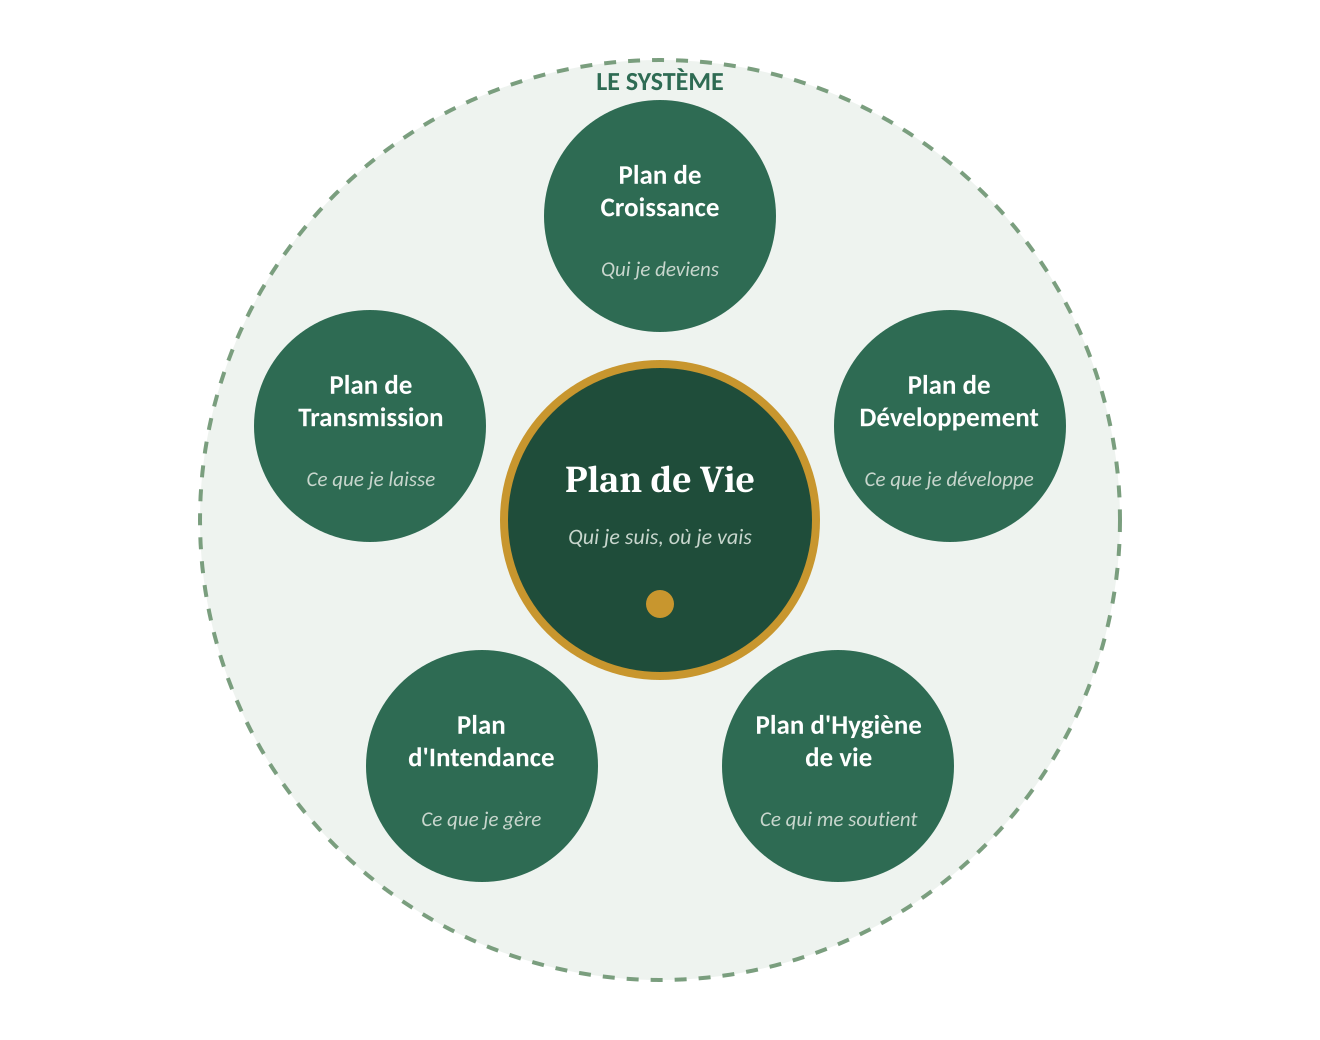 LE SYSTÈME
Plan de
Croissance
Qui je deviens
Plan de
Transmission
Ce que je laisse
Plan de
Développement
Ce que je développe
Plan de Vie
Qui je suis, où je vais
Plan
d'Intendance
Ce que je gère
Plan d'Hygiène
de vie
Ce qui me soutient